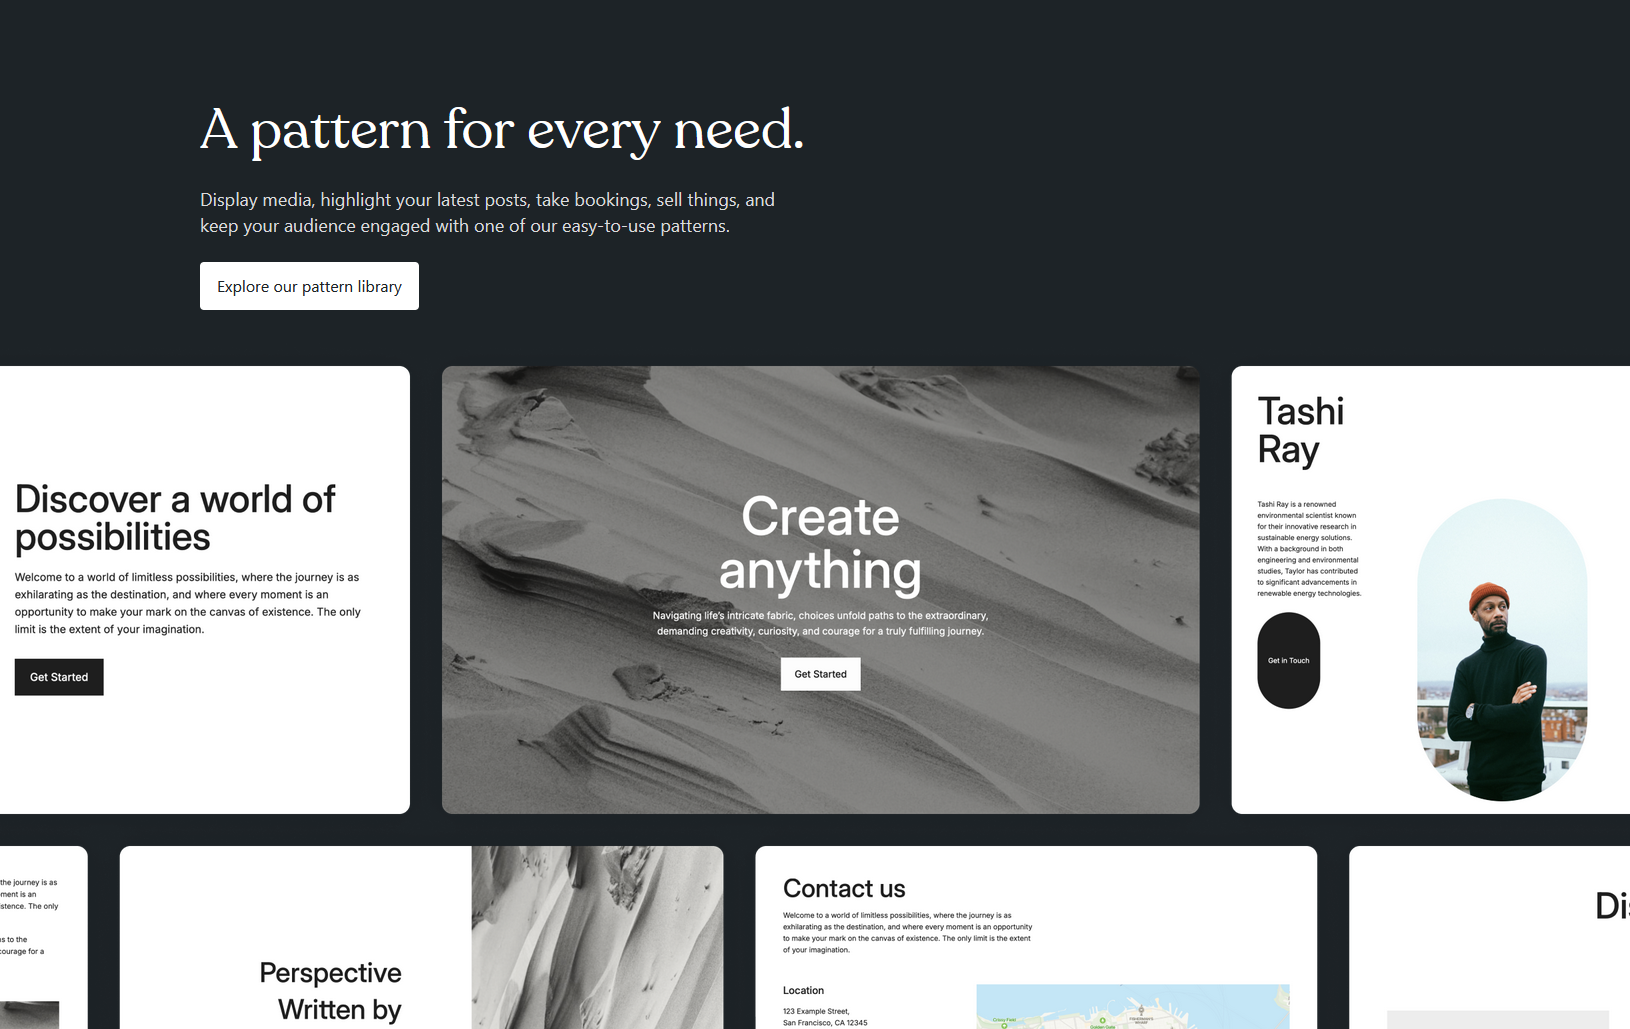 A pattern for every need.
Display media, highlight your latest posts, take bookings, sell things, and
keep your audience engaged with one of our easy-to-use patterns.
Explore our pattern library
Discover a world of
possibilities
Welcome to a world of limitless possibilities, where the journey is as
exhilarating as the destination, and where every moment is an
opportunity to make your mark on the canvas of existence. The only
limit is the extent of your imagination.
Get Started
Create
anything
Navigating life's intricate fabric, choices unfold paths to the extraordinary,
demanding creativity, curiosity, and courage for a truly fulfilling journey.
Get Started
Tashi
Ray
Tashi Ray is a renowned
environmental scientist known
for their innovative research in
sustainable energy solutions.
With a background in both
engineering and environmental
studies, Taylor has contributed
to significant advancements in
renewable energy technologies.
Get in Touch
the journey is as
ment is an
istence. The only
s to the
courage for a
Perspective
Written by
Contact us
Welcome to a world of limitless possibilities, where the journey is as
exhilarating as the destination, and where every moment is an opportunity
to make your mark on the canvas of existence. The only limit is the extent
of your imagination.
Location
123 Example Street,
San Francisco, CA 12345
Crissy Field
Golden Gate